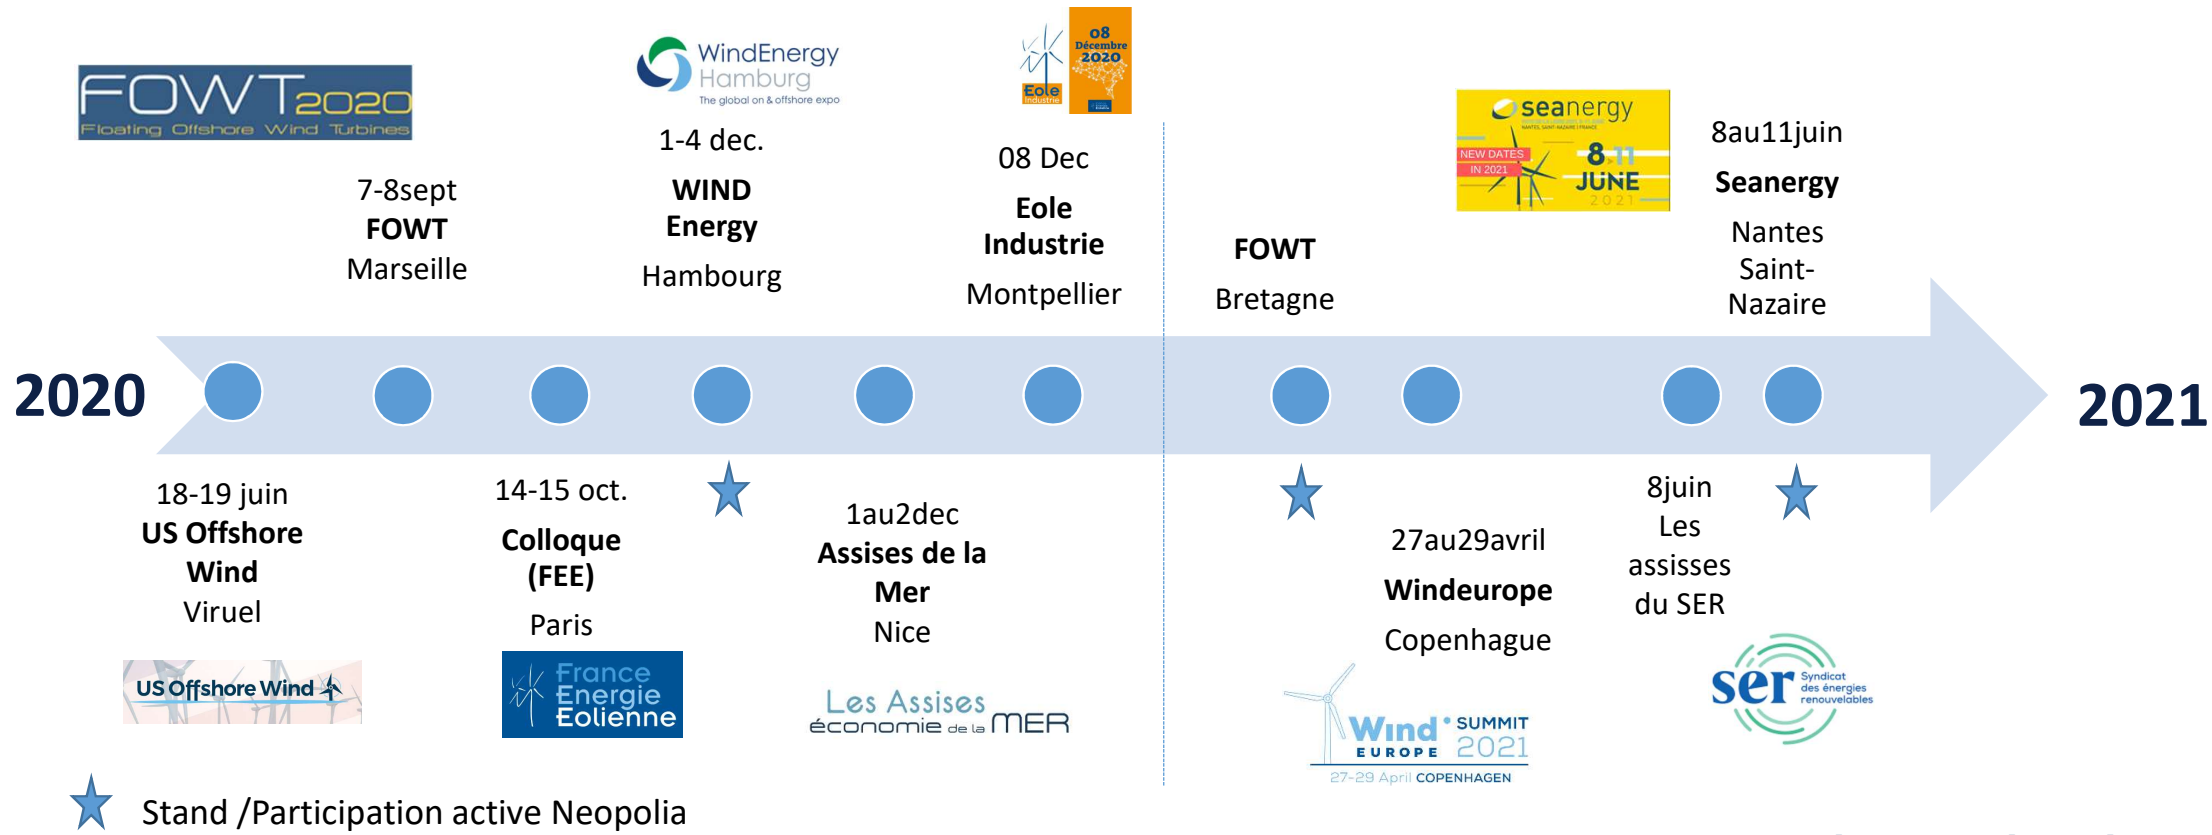 FOWT2020
Floating Offshore Wind Turbines
7-8sept
FOWT
Marseille
WindEnergy
Hamburg
The global on & offshore expo
1-4 dec.
WIND
Energy
Hambourg
Eole
Industrie
08
Décembre
2020
08 Dec
Eole
Industrie
Montpellier
FOWT
Bretagne
seanergy
NANTES, SAINT-NAZAIRE | FRANCE
NEW DATES
IN 2021
8>11
JUNE
2021
8au11juin
Seanergy
Nantes
Saint-
Nazaire
2020
2021
18-19 juin
US Offshore
Wind
Viruel
US Offshore Wind
14-15 oct.
Colloque
(FEE)
Paris
France
Energie
Eolienne
1au2dec
Assises de la
Mer
Nice
Les Assises
économie de la MER
27au29avril
Windeurope
Copenhague
Wind SUMMIT
EUROPE 2021
27-29 April COPENHAGEN
8juin
Les
assisses
du SER
ser Syndicat
des énergies
renouvelables
Stand /Participation active Neopolia